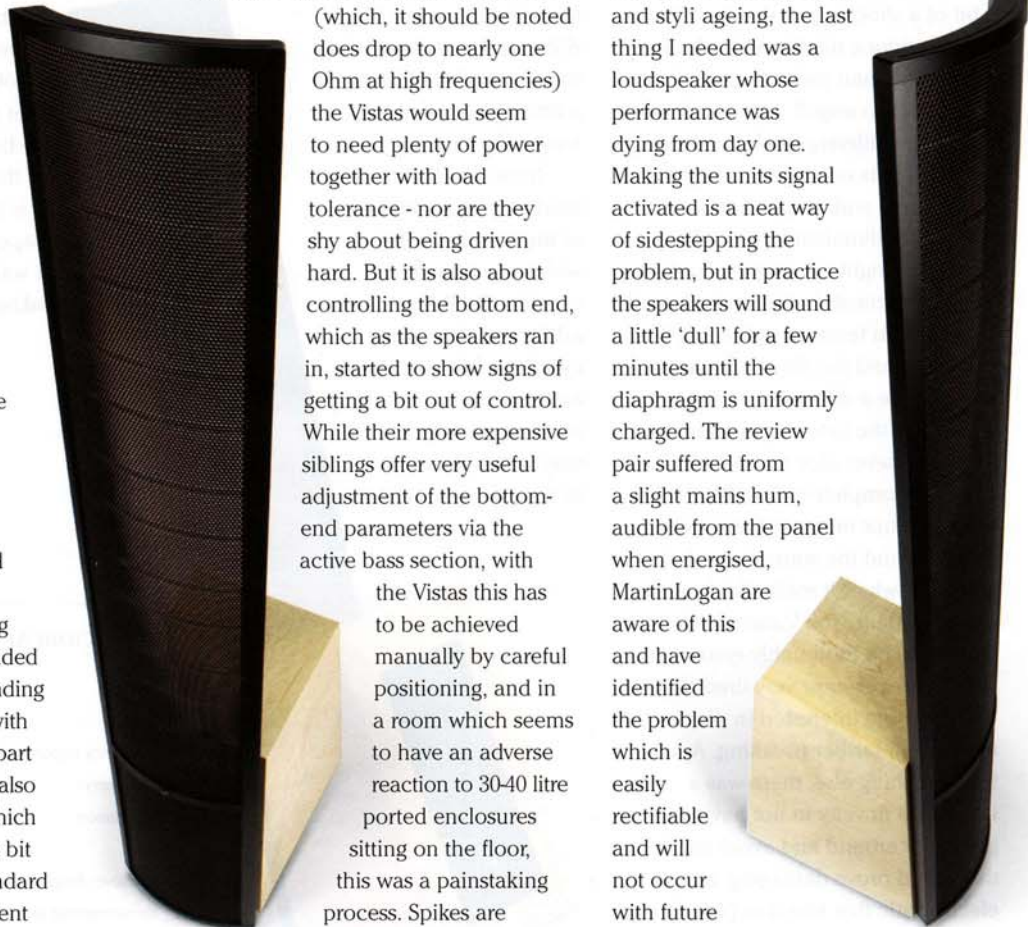 e
d
g
ded
ding
with
part
also
hich
bit
ndard
ent
(which, it should be noted
does drop to nearly one
Ohm at high frequencies)
the Vistas would seem
to need plenty of power
together with load
tolerance - nor are they
shy about being driven
hard. But it is also about
controlling the bottom end,
which as the speakers ran
in, started to show signs of
getting a bit out of control.
While their more expensive
siblings offer very useful
adjustment of the bottom-
end parameters via the
active bass section, with
the Vistas this has
to be achieved
manually by careful
positioning, and in
a room which seems
to have an adverse
reaction to 30-40 litre
ported enclosures
sitting on the floor,
this was a painstaking
process. Spikes are
and styli ageing, the last
thing I needed was a
loudspeaker whose
performance was
dying from day one.
Making the units signal
activated is a neat way
of sidestepping the
problem, but in practice
the speakers will sound
a little ‘dull’ for a few
minutes until the
diaphragm is uniformly
charged. The review
pair suffered from
a slight mains hum,
audible from the panel
when energised,
MartinLogan are
aware of this
and have
identified
the problem
which is
easily
rectifiable
and will
not occur
with future